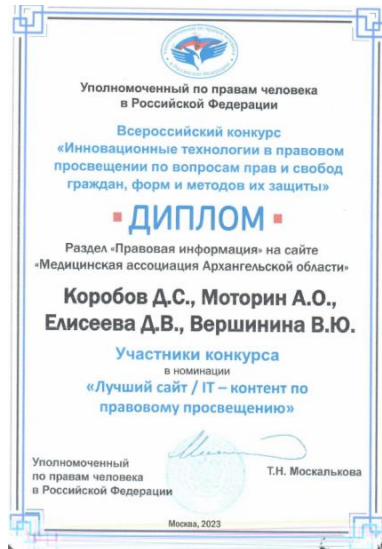 Уполномоченный по правам человека
в Российской Федерации
Всероссийский конкурс
«Инновационные технологии в правовом
просвещении по вопросам прав и свобод
граждан, форм и методов их защиты»
ДИПЛОМ
Раздел «Правовая информация» на сайте
«Медицинская ассоциация Архангельской области»
Коробов Д.С., Моторин А.О.,
Елисеева Д.В., Вершинина В.Ю.
Участники конкурса
в номинации
«Лучший сайт / IT – контент по
правовому просвещению»
Уполномоченный
по правам человека
в Российской Федерации
Т.Н. Москалькова
Москва, 2023